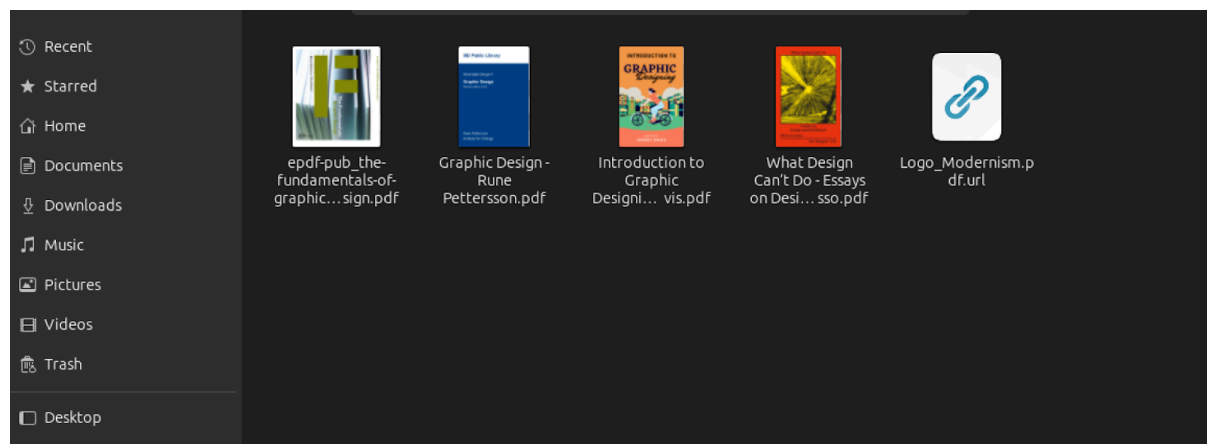 Recent
Starred
Home
Documents
Downloads
Music
Pictures
Videos
Trash
Desktop
INTRODUCTION TO
GRAPHIC
Designing
epdf-pub_the-
fundamentals-of-
graphic…sign.pdf
Graphic Design -
Rune
Pettersson.pdf
Introduction to
Graphic
Designi… vis.pdf
What Design
Can’t Do - Essays
on Desi… sso.pdf
Logo_Modernism.p
df.url